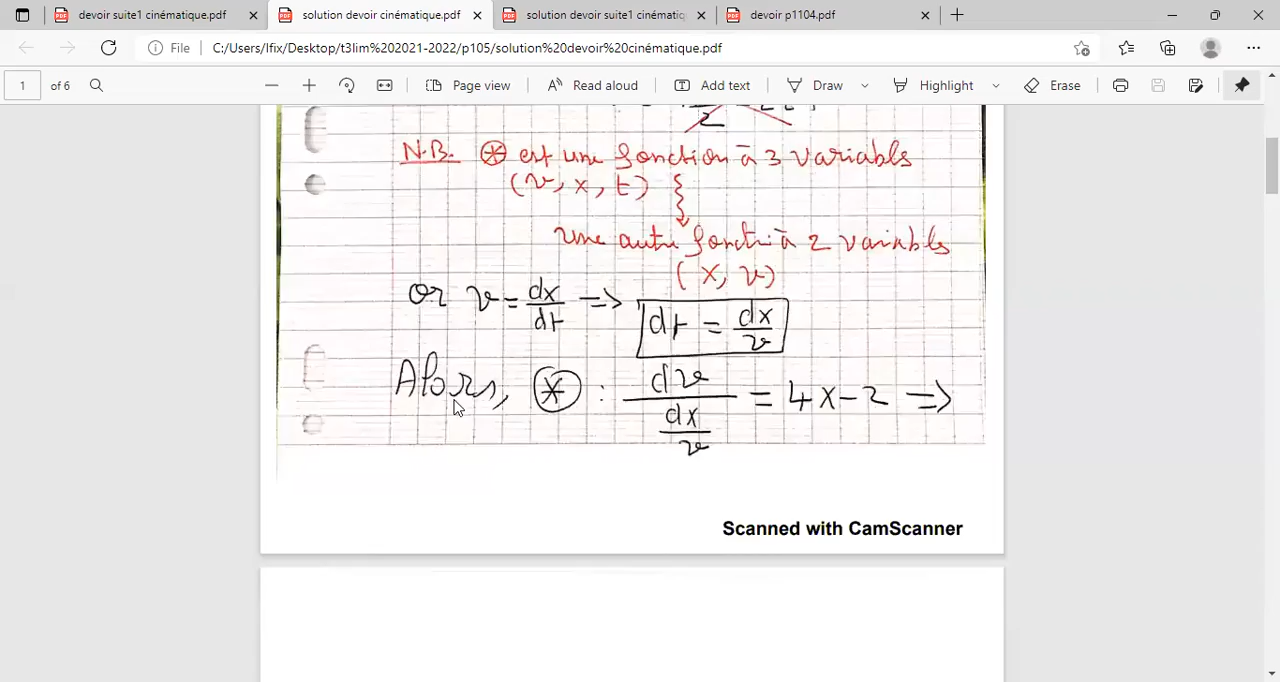 devoir suite1 cinématique.pdf
solution devoir cinématique.pdf
solution devoir suite1 cinématiq
devoir p1104.pdf
File
C:/Users/Ifix/Desktop/t3lim%202021-2022/p105/solution%20devoir%20cinématique.pdf
1 of 6
Page view
Read aloud
Add text
Draw
Highlight
Erase
2
N.B. ⊛ est une fonction à 3 variables
(v, x, t)
Une autre foncti à 2 variables
(x, v)
or v = dx/dt => dt = dx/v
Alors, ⊛ : dv/(dx/v) = 4x-2 =>
Scanned with CamScanner